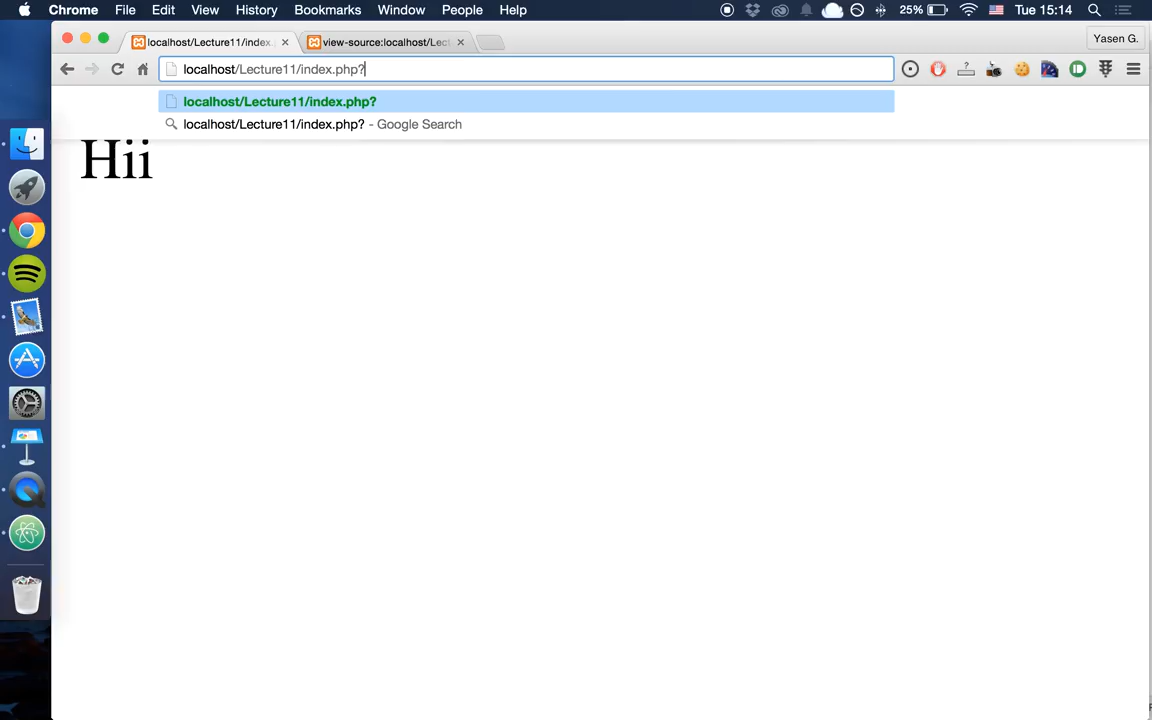 Chrome File Edit View History Bookmarks Window People Help 25% Tue 15:14
localhost/Lecture11/index. view-source:localhost/Lect Yasen G.
localhost/Lecture11/index.php?
localhost/Lecture11/index.php?
localhost/Lecture11/index.php? - Google Search
Hii